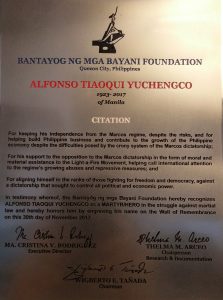 BANTAYOG NG MGA BAYANI FOUNDATION
Quezon City, Philippines
ALFONSO TIAOQUI YUCHENGCO
1923- 2017
of Manila
CITATION
For keeping his independence from the Marcos regime, despite the risks, and for
helping build Philippine business and contribute to the growth of the Philippine
economy despite the difficulties posed by the crony system of the Marcos dictatorship;
For his support to the opposition to the Marcos dictatorship in the form of moral and
material assistance to the Light-a-Fire Movement, helping call international attention
to the regime's growing abuses and repressive measures; and
For aligning himself in the ranks of those fighting for freedom and democracy, against
a dictatorship that sought to control all political and economic power.
In testimony whereof, the Bantayog ng mga Bayani Foundation hereby recognizes
ALFONSO TIAOQUI YUCHENGCO as a MARTYR/HERO in the struggle against martial
law and hereby honors him by engraving his name on the Wall of Remembrance
this 30th day of November 2017.
MA. CRISTINA V. RODRIGUEZ
Executive Director
THELMA M. ARCEO
Chairperson
Research & Documentation
WIGBERTO E. TAÑADA
Chairman